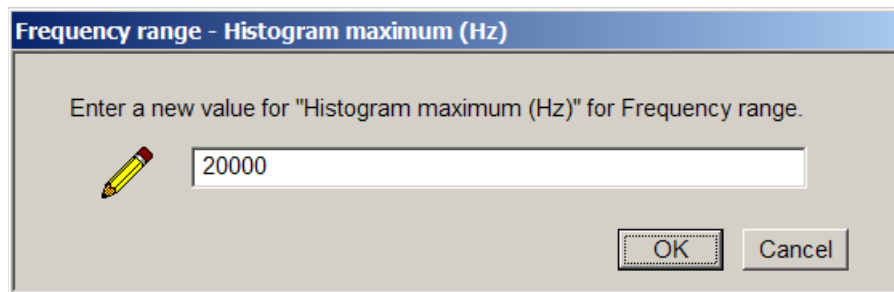 Frequency range - Histogram maximum (Hz)
Enter a new value for "Histogram maximum (Hz)" for Frequency range.
20000
OK Cancel